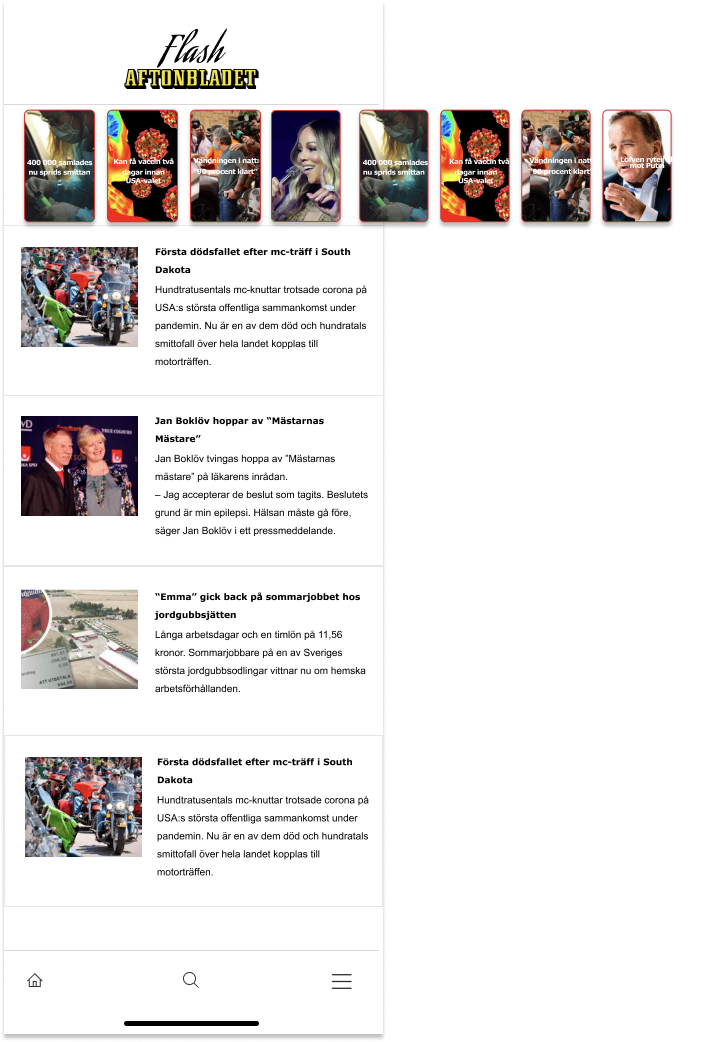 Flash
AFTONBLADET
400 000 samlades
nu sprids smittan
Kan få vaccin två
dagar innan
USA-valet
Vändningen i natt:
"90 procent klart"
400 000 samlades
nu sprids smittan
Kan få vaccin två
dagar innan
USA-valet
Vändningen i natt
"90 procent klart"
Löfven ryter
mot Putin
Första dödsfallet efter mc-träff i South
Dakota
Hundtratusentals mc-knuttar trotsade corona på
USA:s största offentliga sammankomst under
pandemin. Nu är en av dem död och hundratals
smittofall över hela landet kopplas till
motorträffen.
Jan Boklöv hoppar av “Mästarnas
Mästare”
Jan Boklöv tvingas hoppa av ”Mästarnas
mästare” på läkarens inrådan.
– Jag accepterar de beslut som tagits. Beslutets
grund är min epilepsi. Hälsan måste gå före,
säger Jan Boklöv i ett pressmeddelande.
“Emma” gick back på sommarjobbet hos
jordgubbsjätten
Långa arbetsdagar och en timlön på 11,56
kronor. Sommarjobbare på en av Sveriges
största jordgubbsodlingar vittnar nu om hemska
arbetsförhållanden.
ATT UTBETALA
Första dödsfallet efter mc-träff i South
Dakota
Hundtratusentals mc-knuttar trotsade corona på
USA:s största offentliga sammankomst under
pandemin. Nu är en av dem död och hundratals
smittofall över hela landet kopplas till
motorträffen.